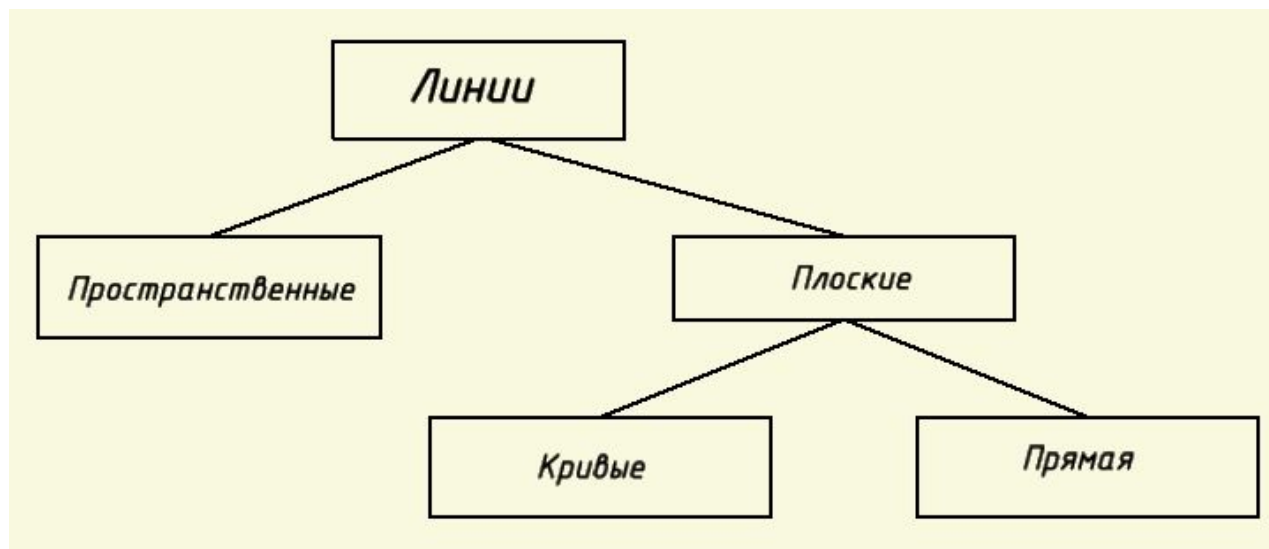 Линии
Пространственные
Плоские
Кривые
Прямая